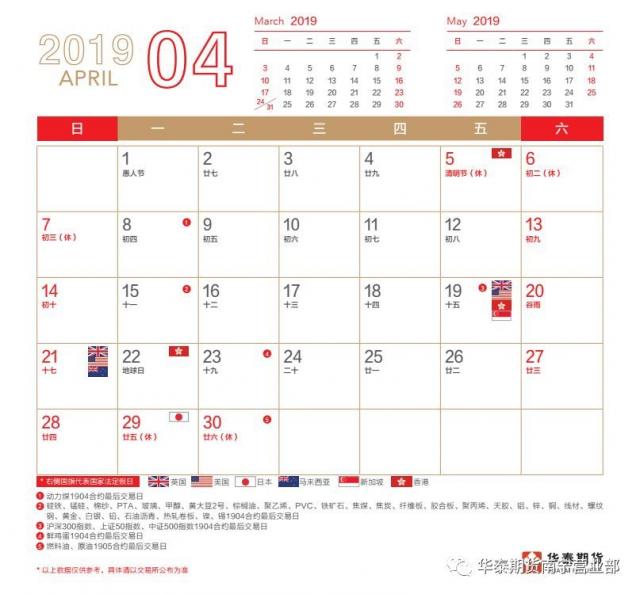 2019
APRIL
04
March 2019
日 一 二 三 四 五 六
1 2
3 4 5 6 7 8 9
10 11 12 13 14 15 16
17 18 19 20 21 22 23
24/31 25 26 27 28 29 30
May 2019
日 一 二 三 四 五 六
1 2 3 4
5 6 7 8 9 10 11
12 13 14 15 16 17 18
19 20 21 22 23 24 25
26 27 28 29 30 31
日 一 二 三 四 五 六
1 2 3 4 5 6
愚人节 廿七 廿八 廿九 清明节（休） 初二（休）
7 8 ❶ 9 10 11 12 13
初三（休） 初四 初五 初六 初七 初八 初九
14 15 ❷ 16 17 18 19 ❸ 20
初十 十一 十二 十三 十四 十五 谷雨
21 22 23 ❹ 24 25 26 27
十七 地球日 十九 二十 廿一 廿二 廿三
28 29 30 ❺
廿四 廿五（休） 廿六（休）
* 右侧国旗代表国家法定假日 英国 美国 日本 马来西亚 新加坡 香港
❶ 动力煤1904合约最后交易日
❷ 硅铁、锰硅、棉纱、PTA、玻璃、甲醇、黄大豆2号、棕榈油、聚乙烯、PVC、铁矿石、焦煤、焦炭、纤维板、胶合板、聚丙烯、天胶、铝、锌、铜、线材、螺纹
钢、黄金、白银、铅、石油沥青、热轧卷板、镍、锡1904合约最后交易日
❸ 沪深300指数、上证50指数、中证500指数1904合约最后交易日
❹ 鲜鸡蛋1904合约最后交易日
❺ 燃料油、原油1905合约最后交易日
* 以上数据仅供参考，具体请以交易所公布为准
华泰期货
华泰期货南宁营业部